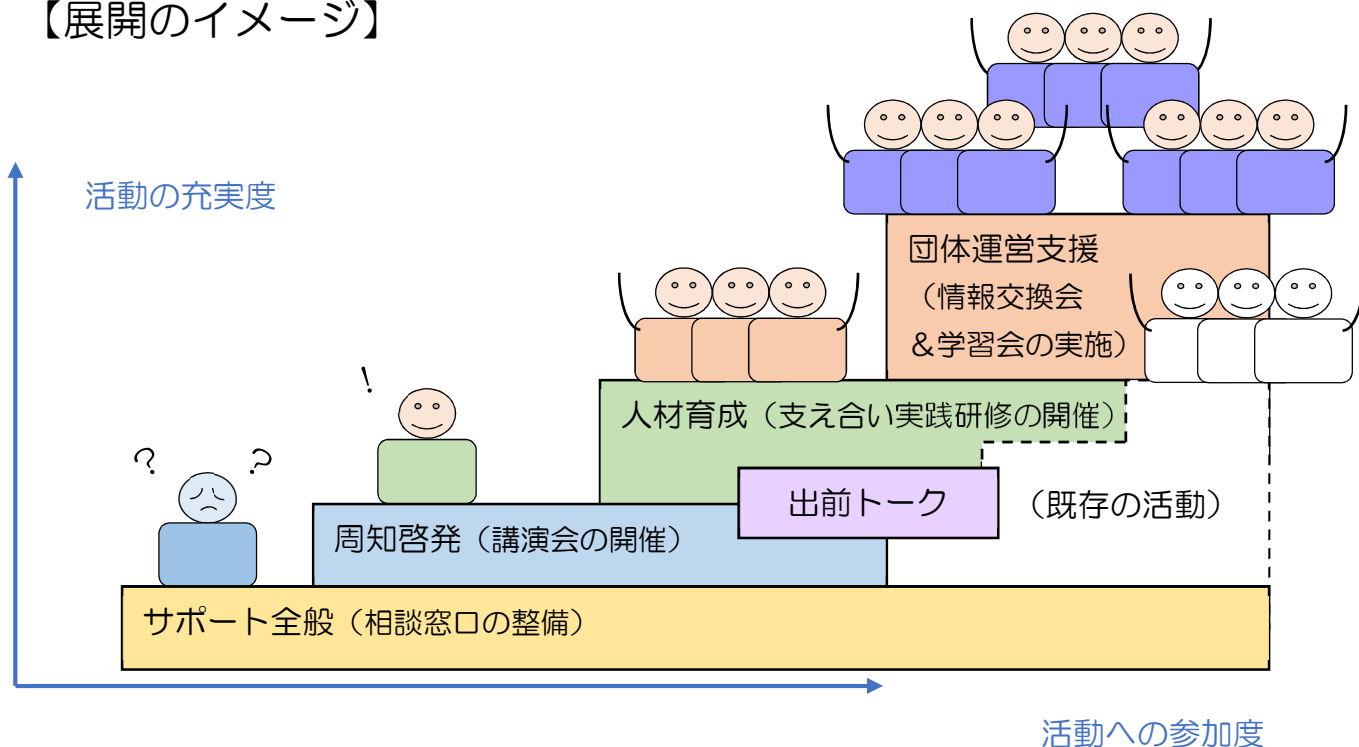 【展開のイメージ】
活動の充実度
団体運営支援
（情報交換会
＆学習会の実施）
！
人材育成（支え合い実践研修の開催）
？ ？
出前トーク
（既存の活動）
周知啓発（講演会の開催）
サポート全般（相談窓口の整備）
活動への参加度